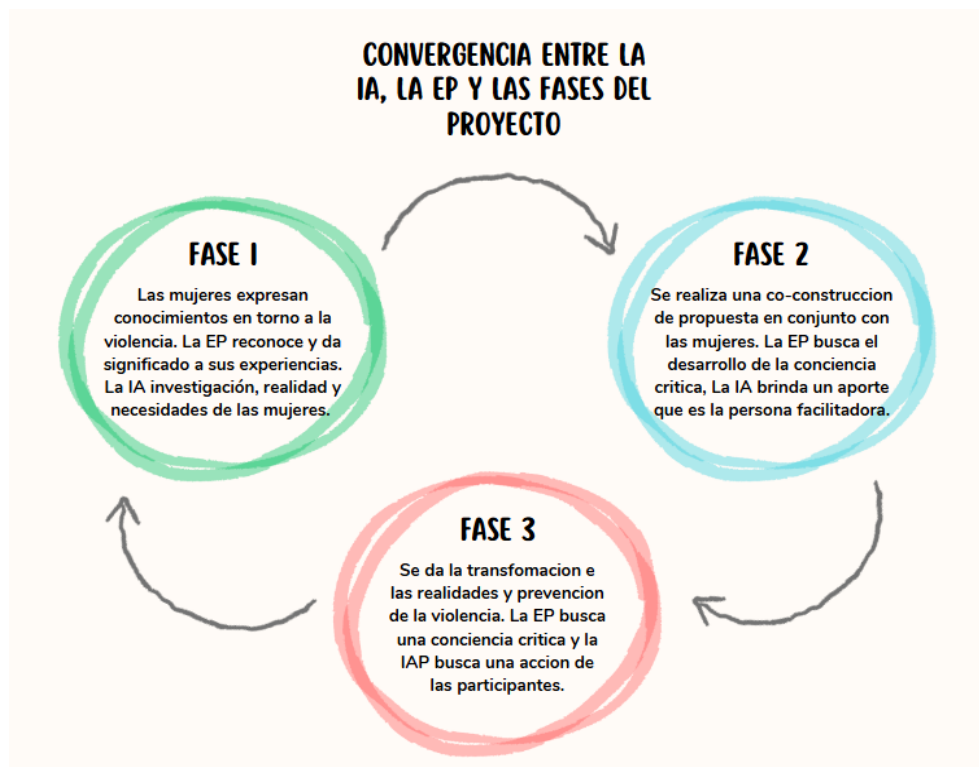 CONVERGENCIA ENTRE LA
IA, LA EP Y LAS FASES DEL
PROYECTO
FASE 1
Las mujeres expresan
conocimientos en torno a la
violencia. La EP reconoce y da
significado a sus experiencias.
La IA investigación, realidad y
necesidades de las mujeres.
FASE 2
Se realiza una co-construccion
de propuesta en conjunto con
las mujeres. La EP busca el
desarrollo de la conciencia
critica, La IA brinda un aporte
que es la persona facilitadora.
FASE 3
Se da la transfomacion e
las realidades y prevencion
de la violencia. La EP busca
una conciencia critica y la
IAP busca una accion de
las participantes.